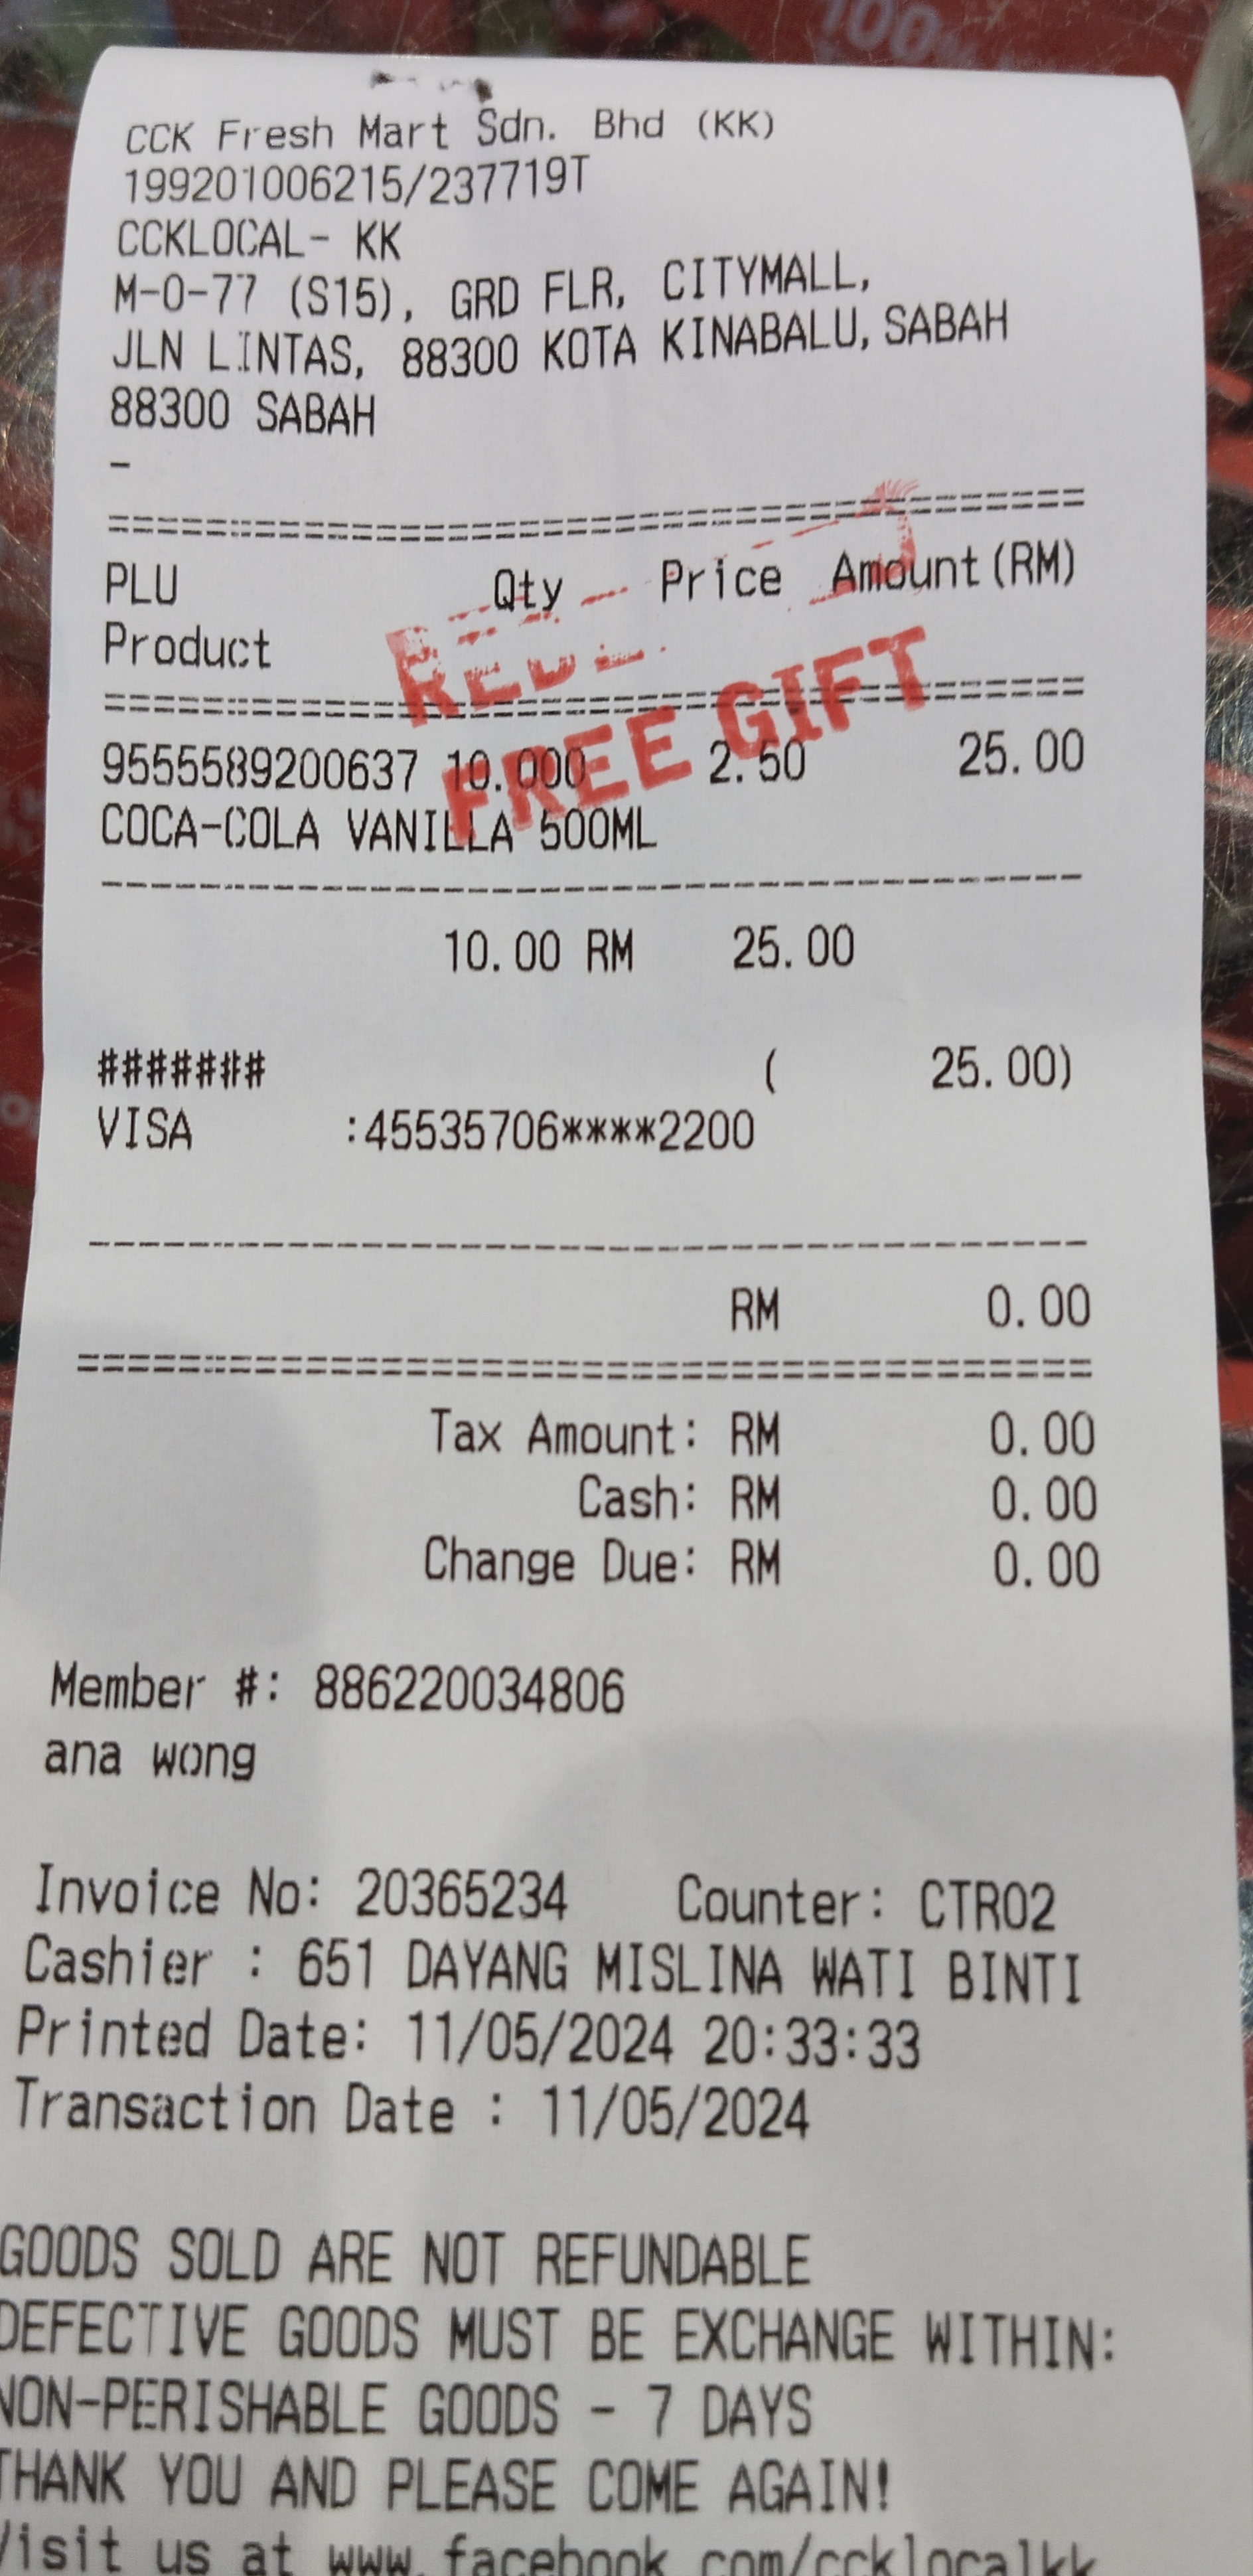 100%
CCK Fresh Mart Sdn. Bhd (KK)
199201006215/237719T
CCKLOCAL- KK
M-0-77 (S15), GRD FLR, CITYMALL,
JLN LINTAS, 88300 KOTA KINABALU, SABAH
88300 SABAH
-
PLU Qty Price Amount(RM)
Product
FREE GIFT
9555589200637 10.000 2.50 25.00
COCA-COLA VANILLA 500ML
10.00 RM 25.00
####### ( 25.00)
VISA :45535706****2200
RM 0.00
Tax Amount: RM 0.00
Cash: RM 0.00
Change Due: RM 0.00
Member #: 886220034806
ana wong
Invoice No: 20365234 Counter: CTR02
Cashier : 651 DAYANG MISLINA WATI BINTI
Printed Date: 11/05/2024 20:33:33
Transaction Date : 11/05/2024
GOODS SOLD ARE NOT REFUNDABLE
DEFECTIVE GOODS MUST BE EXCHANGE WITHIN:
NON-PERISHABLE GOODS - 7 DAYS
THANK YOU AND PLEASE COME AGAIN!
Visit us at www.facebook.com/ccklocalkk